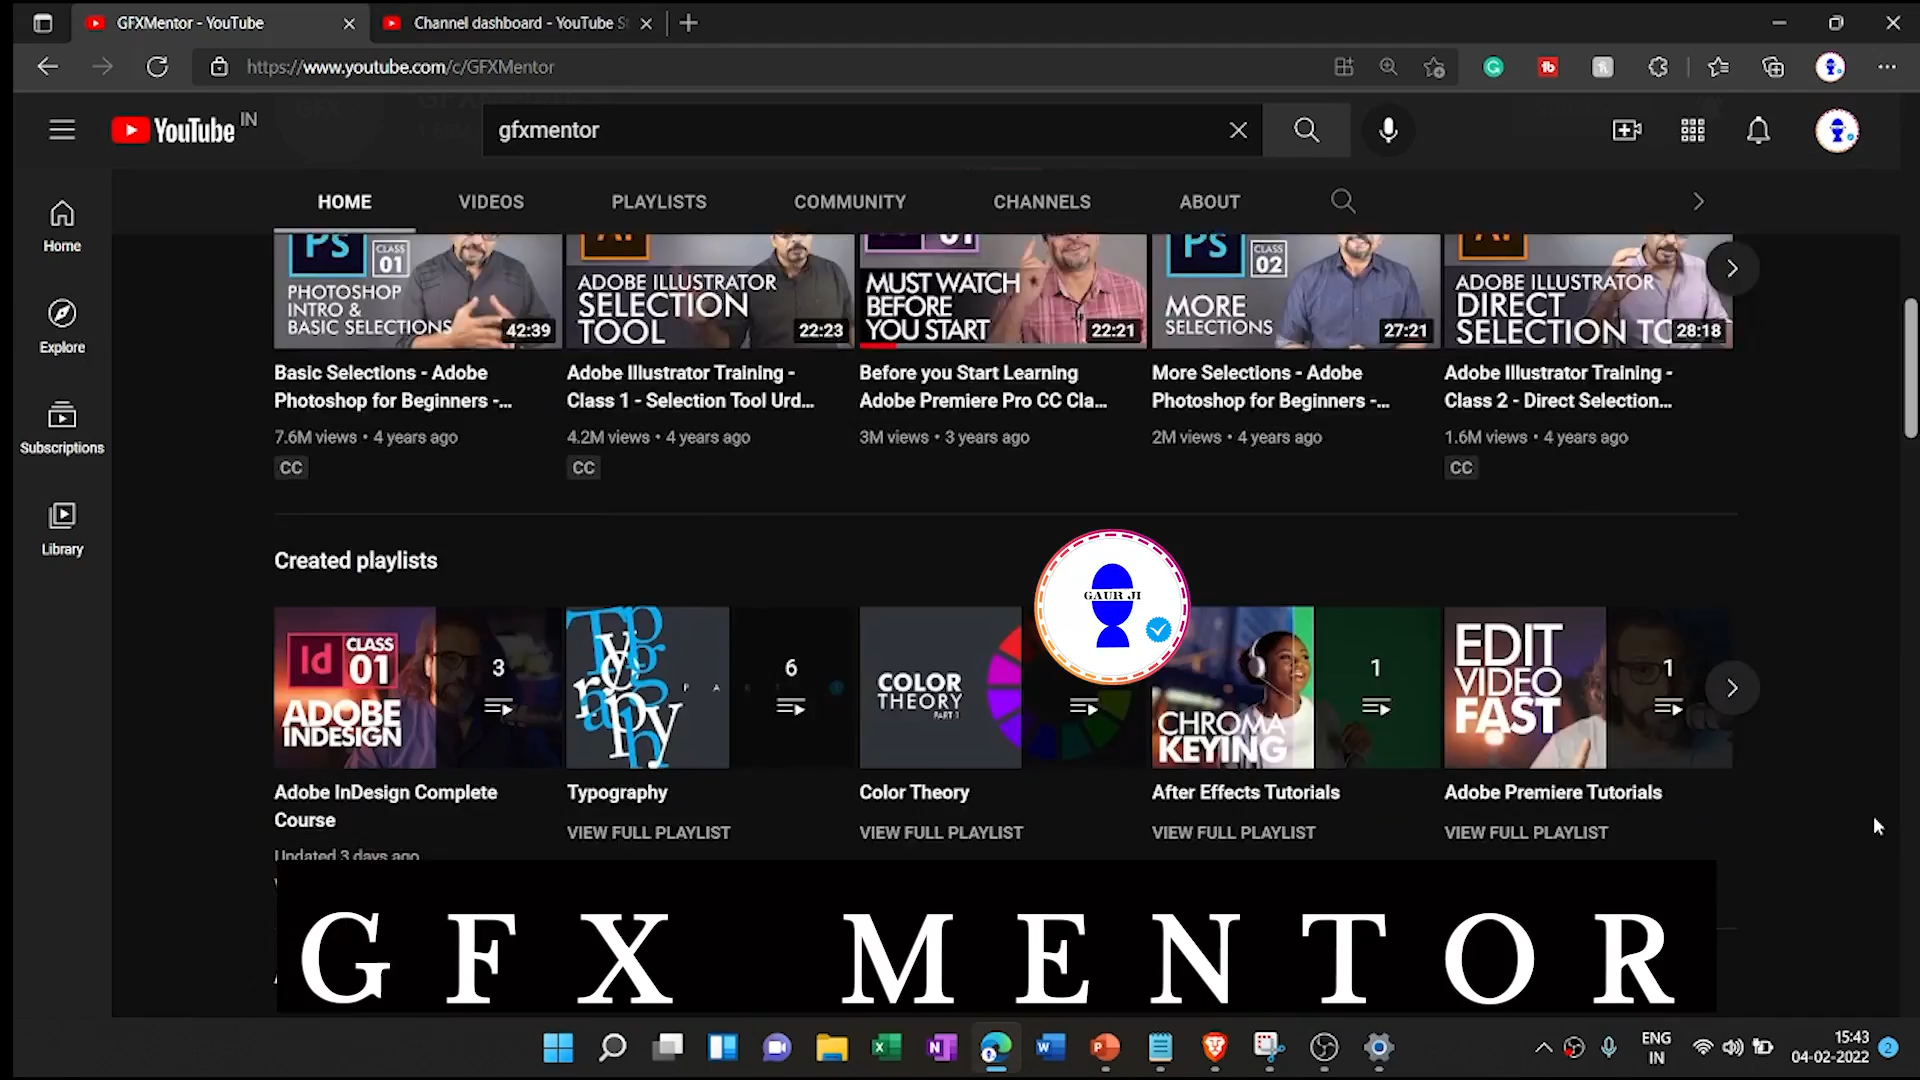 GFXMentor - YouTube
Channel dashboard - YouTube S
https://www.youtube.com/c/GFXMentor
YouTube IN
gfxmentor
HOME VIDEOS PLAYLISTS COMMUNITY CHANNELS ABOUT
Home
Explore
Subscriptions
Library
Ps CLASS 01
PHOTOSHOP
INTRO &
BASIC SELECTIONS
42:39
ADOBE ILLUSTRATOR
SELECTION
TOOL
22:23
01
MUST WATCH
BEFORE
YOU START
22:21
Ps CLASS 02
MORE
SELECTIONS
27:21
ADOBE ILLUSTRATOR
DIRECT
SELECTION TO
28:18
Basic Selections - Adobe
Photoshop for Beginners -...
7.6M views • 4 years ago
CC
Adobe Illustrator Training -
Class 1 - Selection Tool Urd...
4.2M views • 4 years ago
CC
Before you Start Learning
Adobe Premiere Pro CC Cla...
3M views • 3 years ago
More Selections - Adobe
Photoshop for Beginners -...
2M views • 4 years ago
Adobe Illustrator Training -
Class 2 - Direct Selection...
1.6M views • 4 years ago
CC
Created playlists
GAUR JI
Id CLASS 01
ADOBE
INDESIGN
3
Typography
6
COLOR
THEORY
PART 1
CHROMA
KEYING
1
EDIT
VIDEO
FAST
1
Adobe InDesign Complete
Course
Updated 3 days ago
Typography
VIEW FULL PLAYLIST
Color Theory
VIEW FULL PLAYLIST
After Effects Tutorials
VIEW FULL PLAYLIST
Adobe Premiere Tutorials
VIEW FULL PLAYLIST
GFX MENTOR
ENG
IN
15:43
04-02-2022
2